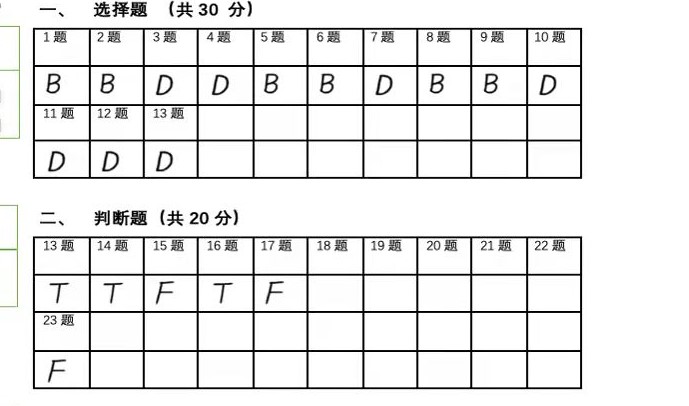 一、 选择题 （共 30 分）
1 题 2 题 3 题 4 题 5 题 6 题 7 题 8 题 9 题 10 题
B B D D B B D B B D
11 题 12 题 13 题
D D D
二、 判断题（共 20 分）
13 题 14 题 15 题 16 题 17 题 18 题 19 题 20 题 21 题 22 题
T T F T F
23 题
F